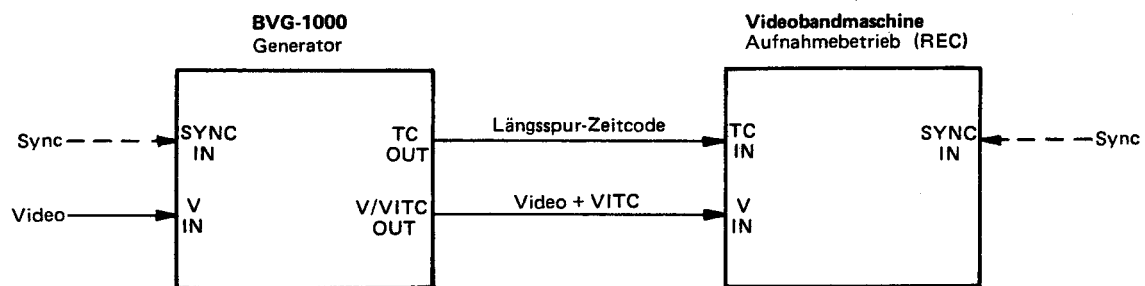 BVG-1000
Generator
Videobandmaschine
Aufnahmebetrieb (REC)
Sync
SYNC
IN
TC
OUT
Längsspur-Zeitcode
TC
IN
SYNC
IN
Sync
Video
V
IN
V/VITC
OUT
Video + VITC
V
IN